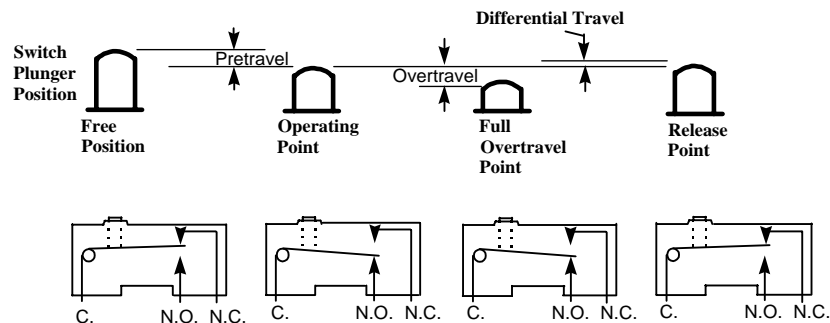 Differential Travel
Switch
Plunger
Position
Pretravel
Overtravel
Free
Position
Operating
Point
Full
Overtravel
Point
Release
Point
C. N.O. N.C.
C. N.O. N.C.
C. N.O. N.C.
C. N.O. N.C.